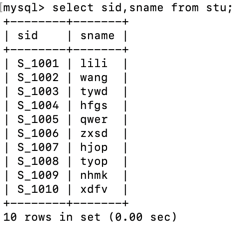 [mysql> select sid,sname from stu;
+--------+-------+
| sid    | sname |
+--------+-------+
| S_1001 | lili  |
| S_1002 | wang  |
| S_1003 | tywd  |
| S_1004 | hfgs  |
| S_1005 | qwer  |
| S_1006 | zxsd  |
| S_1007 | hjop  |
| S_1008 | tyop  |
| S_1009 | nhmk  |
| S_1010 | xdfv  |
+--------+-------+
10 rows in set (0.00 sec)